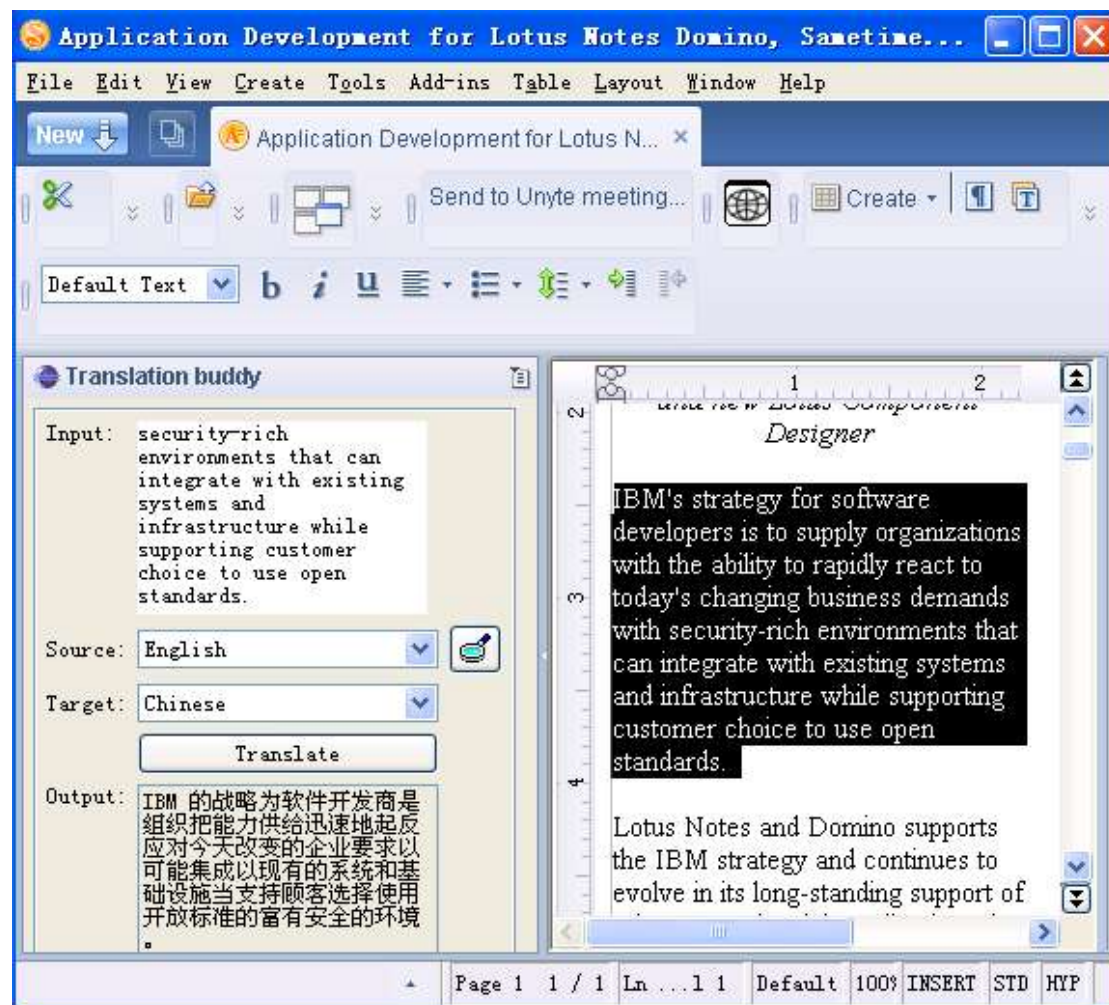 Application Development for Lotus Notes Domino, Sametime...
File Edit View Create Tools Add-ins Table Layout Window Help
New
Application Development for Lotus N... ×
Send to Unyte meeting...
Create
Default Text b i u
Translation buddy
Input: security-rich
environments that can
integrate with existing
systems and
infrastructure while
supporting customer
choice to use open
standards.
Source: English
Target: Chinese
Translate
Output: IBM 的战略为软件开发商是
组织把能力供给迅速地起反
应对今天改变的企业要求以
可能集成以现有的系统和基
础设施当支持顾客选择使用
开放标准的富有安全的环境
。
1 2
2
3
4
and new Lotus Component
Designer
IBM's strategy for software
developers is to supply organizations
with the ability to rapidly react to
today's changing business demands
with security-rich environments that
can integrate with existing systems
and infrastructure while supporting
customer choice to use open
standards.
Lotus Notes and Domino supports
the IBM strategy and continues to
evolve in its long-standing support of
Page 1 1 / 1 Ln ...l 1 Default 100% INSERT STD HYP